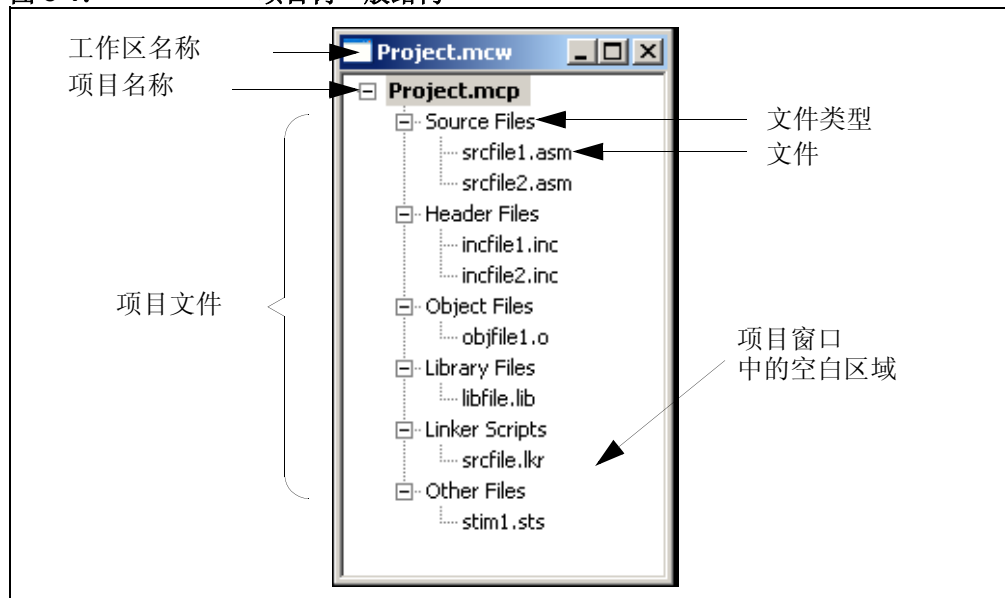 工作区名称
项目名称
Project.mcw
Project.mcp
Source Files
srcfile1.asm
srcfile2.asm
Header Files
incfile1.inc
incfile2.inc
Object Files
objfile1.o
Library Files
libfile.lib
Linker Scripts
srcfile.lkr
Other Files
stim1.sts
文件类型
文件
项目文件
项目窗口
中的空白区域